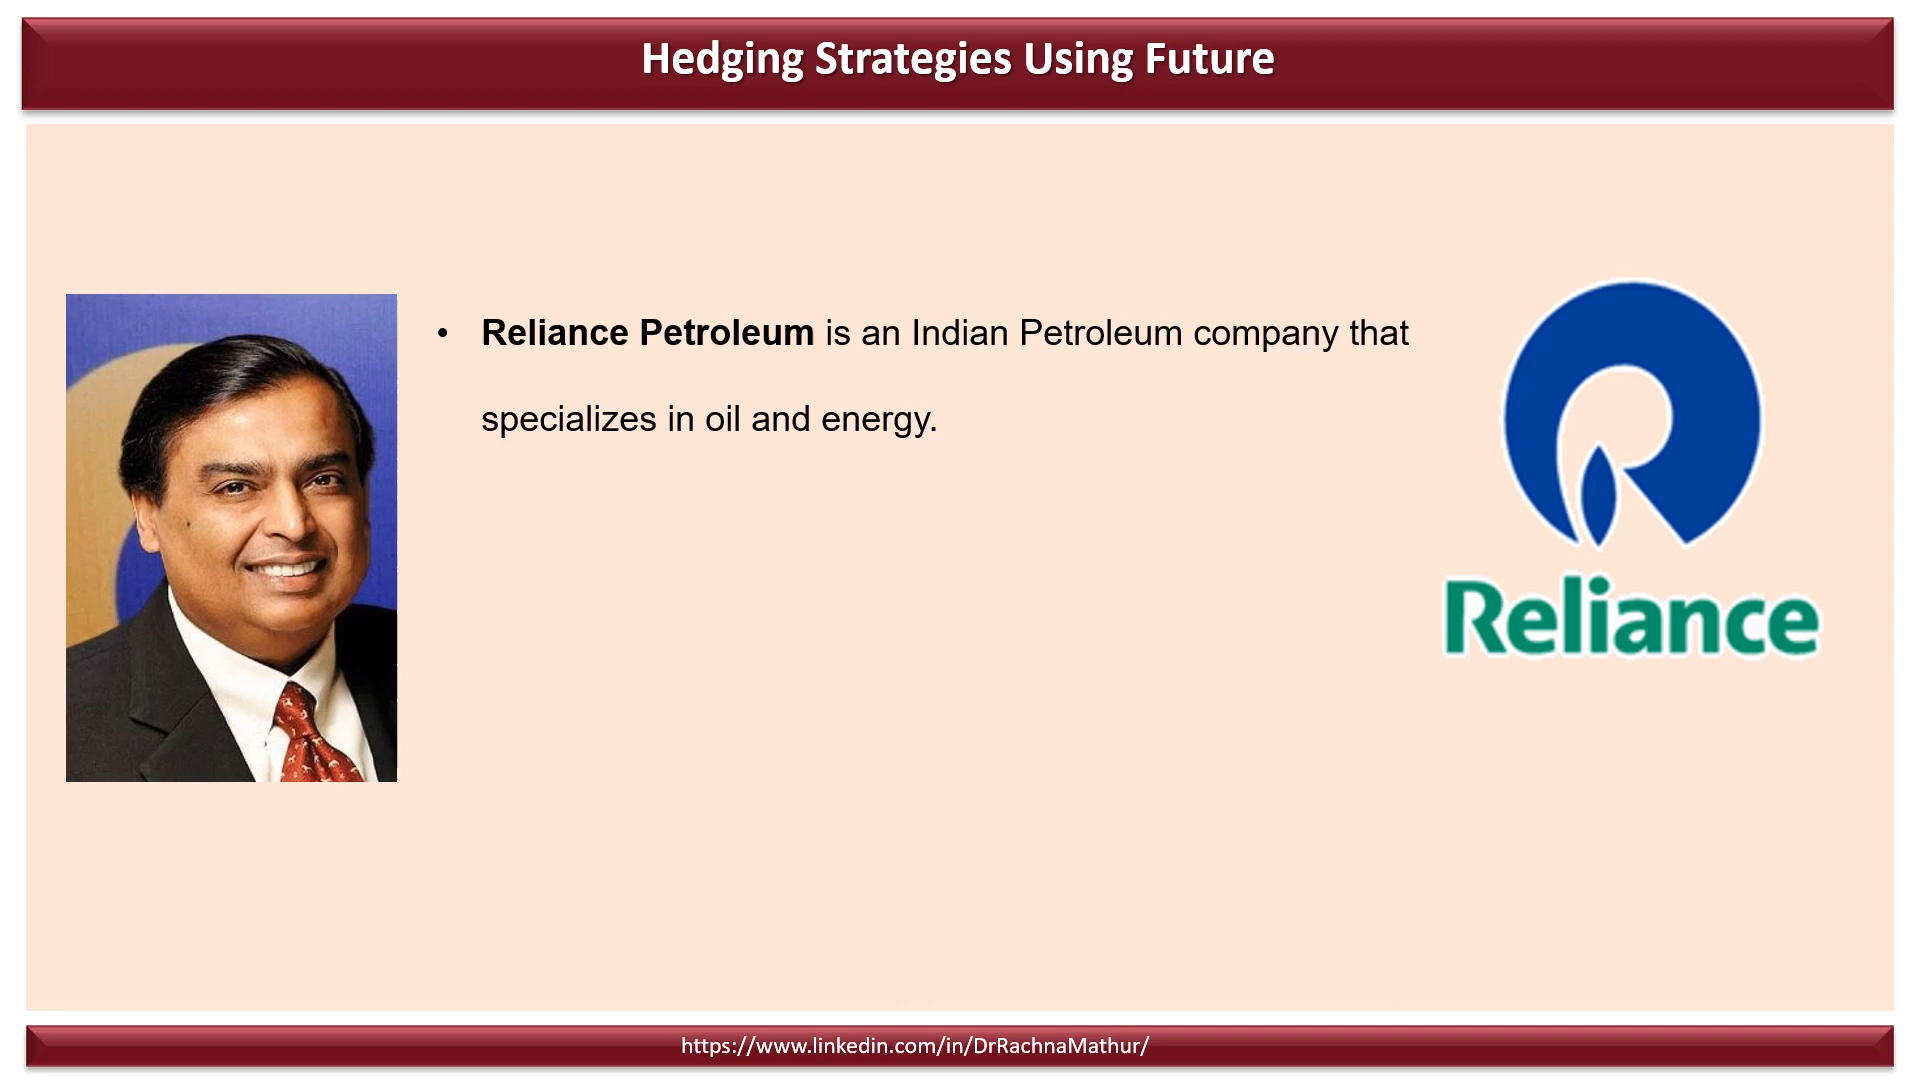 Hedging Strategies Using Future
• Reliance Petroleum is an Indian Petroleum company that
specializes in oil and energy.
Reliance
https://www.linkedin.com/in/DrRachnaMathur/